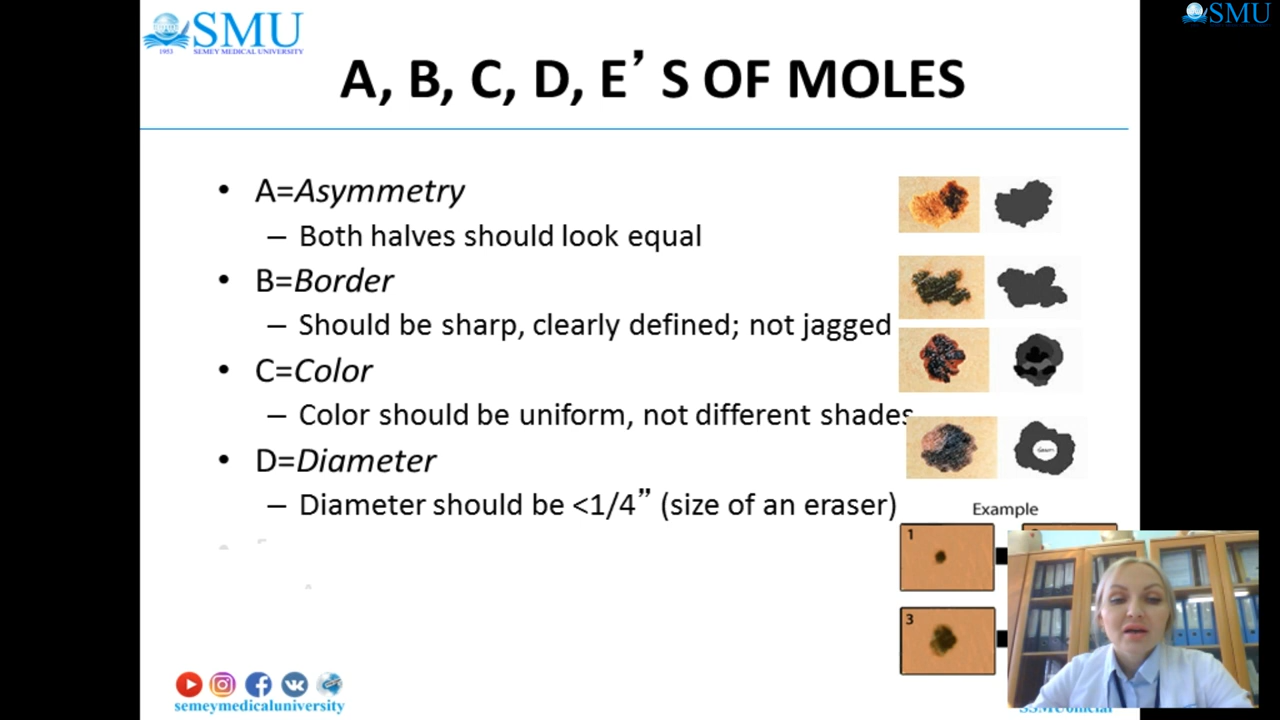 SMU
1953 SEMEY MEDICAL UNIVERSITY
SMU
A, B, C, D, E’ S OF MOLES
• A=Asymmetry
– Both halves should look equal
• B=Border
– Should be sharp, clearly defined; not jagged
• C=Color
– Color should be uniform, not different shades
• D=Diameter
– Diameter should be <1/4” (size of an eraser)
Example
1
3
semeymedicaluniversity